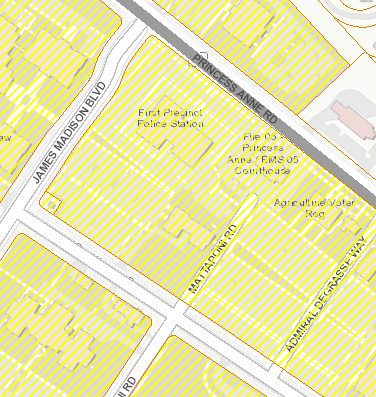 PRINCESS ANNE RD
JAMES MADISON BLVD
First Precinct
Police Station
Fire 05 -
Princess
Anne / EMS 05
Courthouse
Agriculture/Voter
Reg
MATTAPONI RD
ADMIRAL DEGRASSE WAY
RD